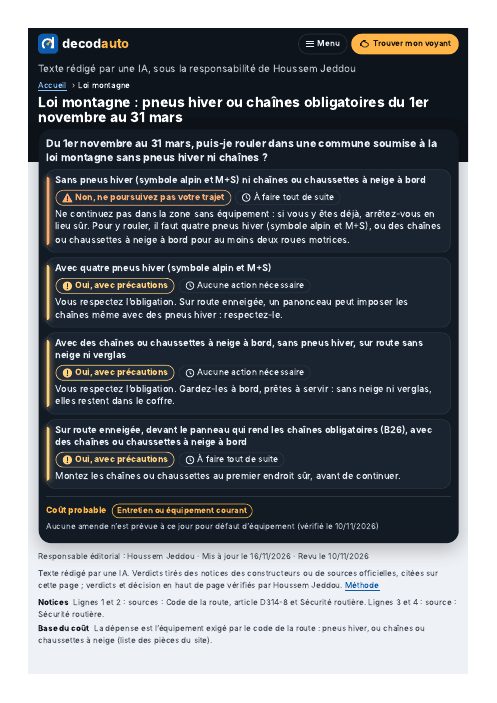 decodauto
Menu
Trouver mon voyant
Texte rédigé par une IA, sous la responsabilité de Houssem Jeddou
Accueil › Loi montagne
Loi montagne : pneus hiver ou chaînes obligatoires du 1er
novembre au 31 mars
Du 1er novembre au 31 mars, puis-je rouler dans une commune soumise à la
loi montagne sans pneus hiver ni chaînes ?
Sans pneus hiver (symbole alpin et M+S) ni chaînes ou chaussettes à neige à bord
Non, ne poursuivez pas votre trajet
À faire tout de suite
Ne continuez pas dans la zone sans équipement : si vous y êtes déjà, arrêtez-vous en
lieu sûr. Pour y rouler, il faut quatre pneus hiver (symbole alpin et M+S), ou des chaînes
ou chaussettes à neige à bord pour au moins deux roues motrices.
Avec quatre pneus hiver (symbole alpin et M+S)
Oui, avec précautions
Aucune action nécessaire
Vous respectez l'obligation. Sur route enneigée, un panonceau peut imposer les
chaînes même avec des pneus hiver : respectez-le.
Avec des chaînes ou chaussettes à neige à bord, sans pneus hiver, sur route sans
neige ni verglas
Oui, avec précautions
Aucune action nécessaire
Vous respectez l'obligation. Gardez-les à bord, prêtes à servir : sans neige ni verglas,
elles restent dans le coffre.
Sur route enneigée, devant le panneau qui rend les chaînes obligatoires (B26), avec
des chaînes ou chaussettes à neige à bord
Oui, avec précautions
À faire tout de suite
Montez les chaînes ou chaussettes au premier endroit sûr, avant de continuer.
Coût probable
Entretien ou équipement courant
Aucune amende n'est prévue à ce jour pour défaut d'équipement (vérifié le 10/11/2026)
Responsable éditorial : Houssem Jeddou · Mis à jour le 16/11/2026 · Revu le 10/11/2026
Texte rédigé par une IA. Verdicts tirés des notices des constructeurs ou de sources officielles, citées sur
cette page ; verdicts et décision en haut de page vérifiés par Houssem Jeddou. Méthode
Notices Lignes 1 et 2 : sources : Code de la route, article D314-8 et Sécurité routière. Lignes 3 et 4 : source :
Sécurité routière.
Base du coût La dépense est l'équipement exigé par le code de la route : pneus hiver, ou chaînes ou
chaussettes à neige (liste des pièces du site).